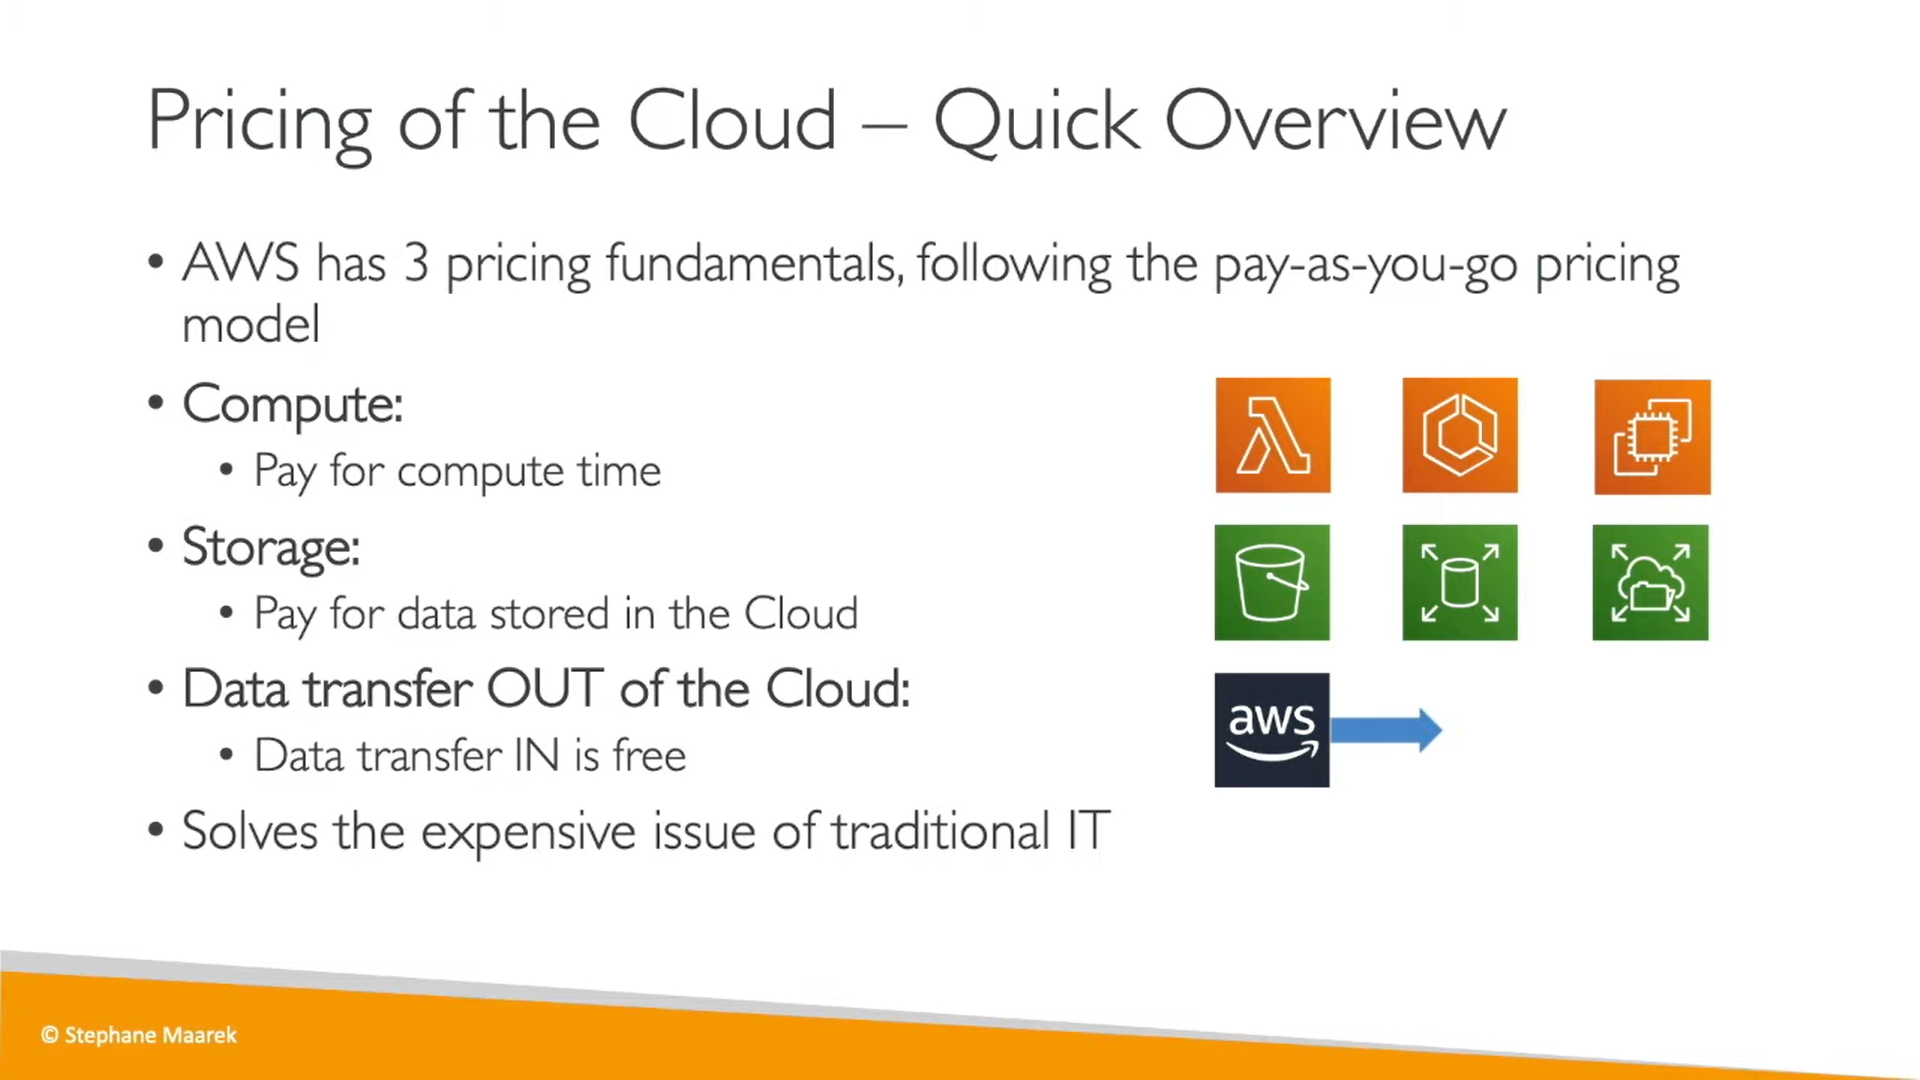 Pricing of the Cloud – Quick Overview
• AWS has 3 pricing fundamentals, following the pay-as-you-go pricing
model
• Compute:
• Pay for compute time
• Storage:
• Pay for data stored in the Cloud
• Data transfer OUT of the Cloud:
• Data transfer IN is free
aws
• Solves the expensive issue of traditional IT
© Stephane Maarek